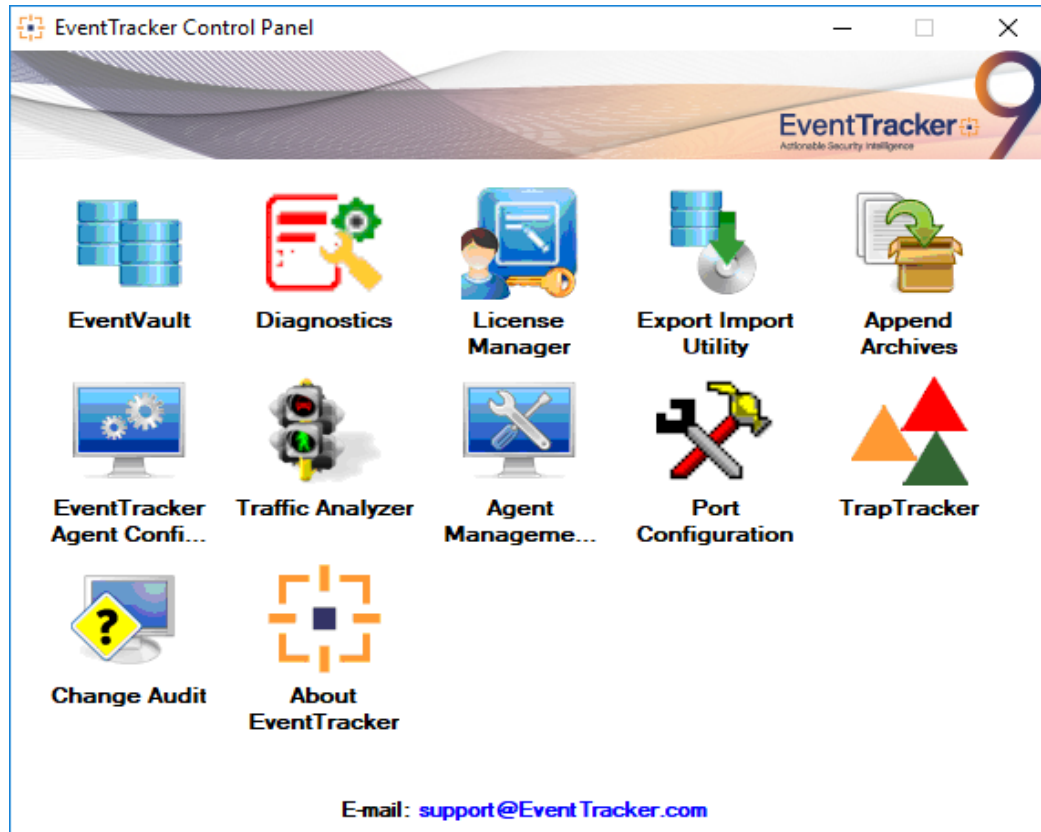 EventTracker Control Panel
EventTracker
9
Actionable Security Intelligence
EventVault
Diagnostics
License
Manager
Export Import
Utility
Append
Archives
EventTracker
Agent Confi...
Traffic Analyzer
Agent
Manageme...
Port
Configuration
TrapTracker
?
Change Audit
About
EventTracker
E-mail: support@EventTracker.com